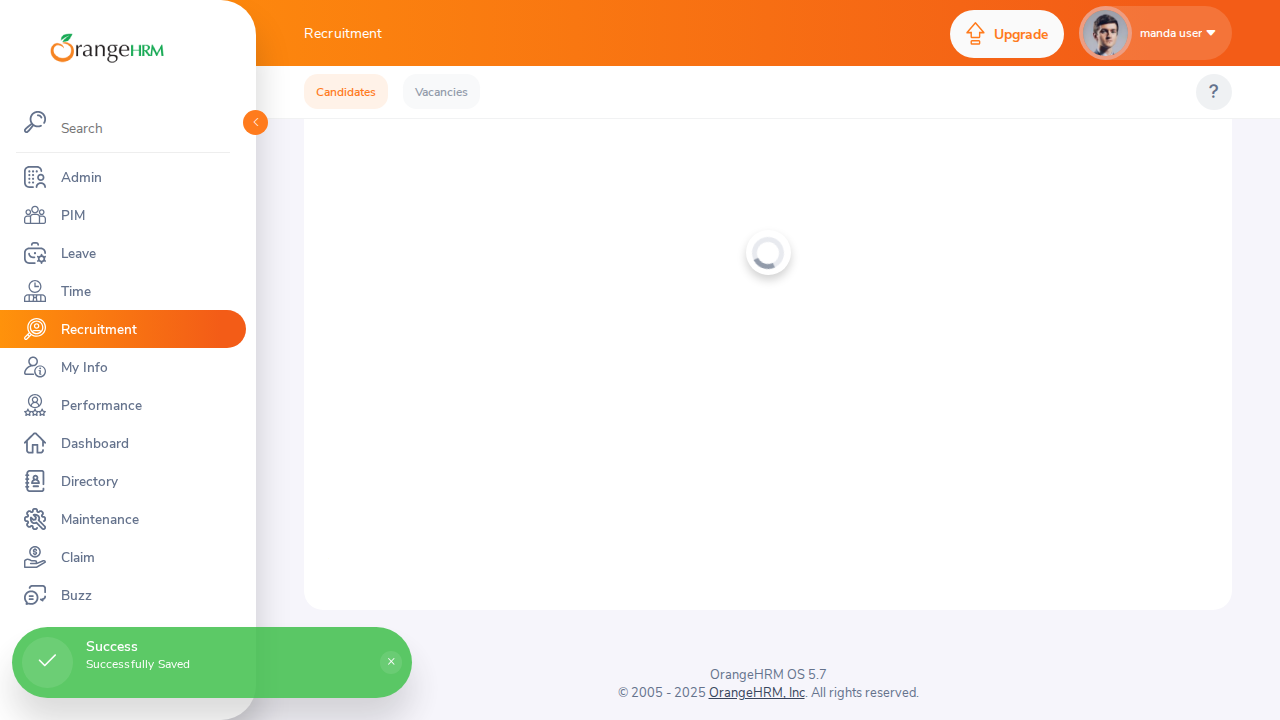 OrangeHRM
Search
Admin
PIM
Leave
Time
Recruitment
My Info
Performance
Dashboard
Directory
Maintenance
Claim
Buzz
Recruitment
Upgrade
manda user
Candidates
Vacancies
?
Success
Successfully Saved
×
OrangeHRM OS 5.7
© 2005 - 2025 OrangeHRM, Inc. All rights reserved.